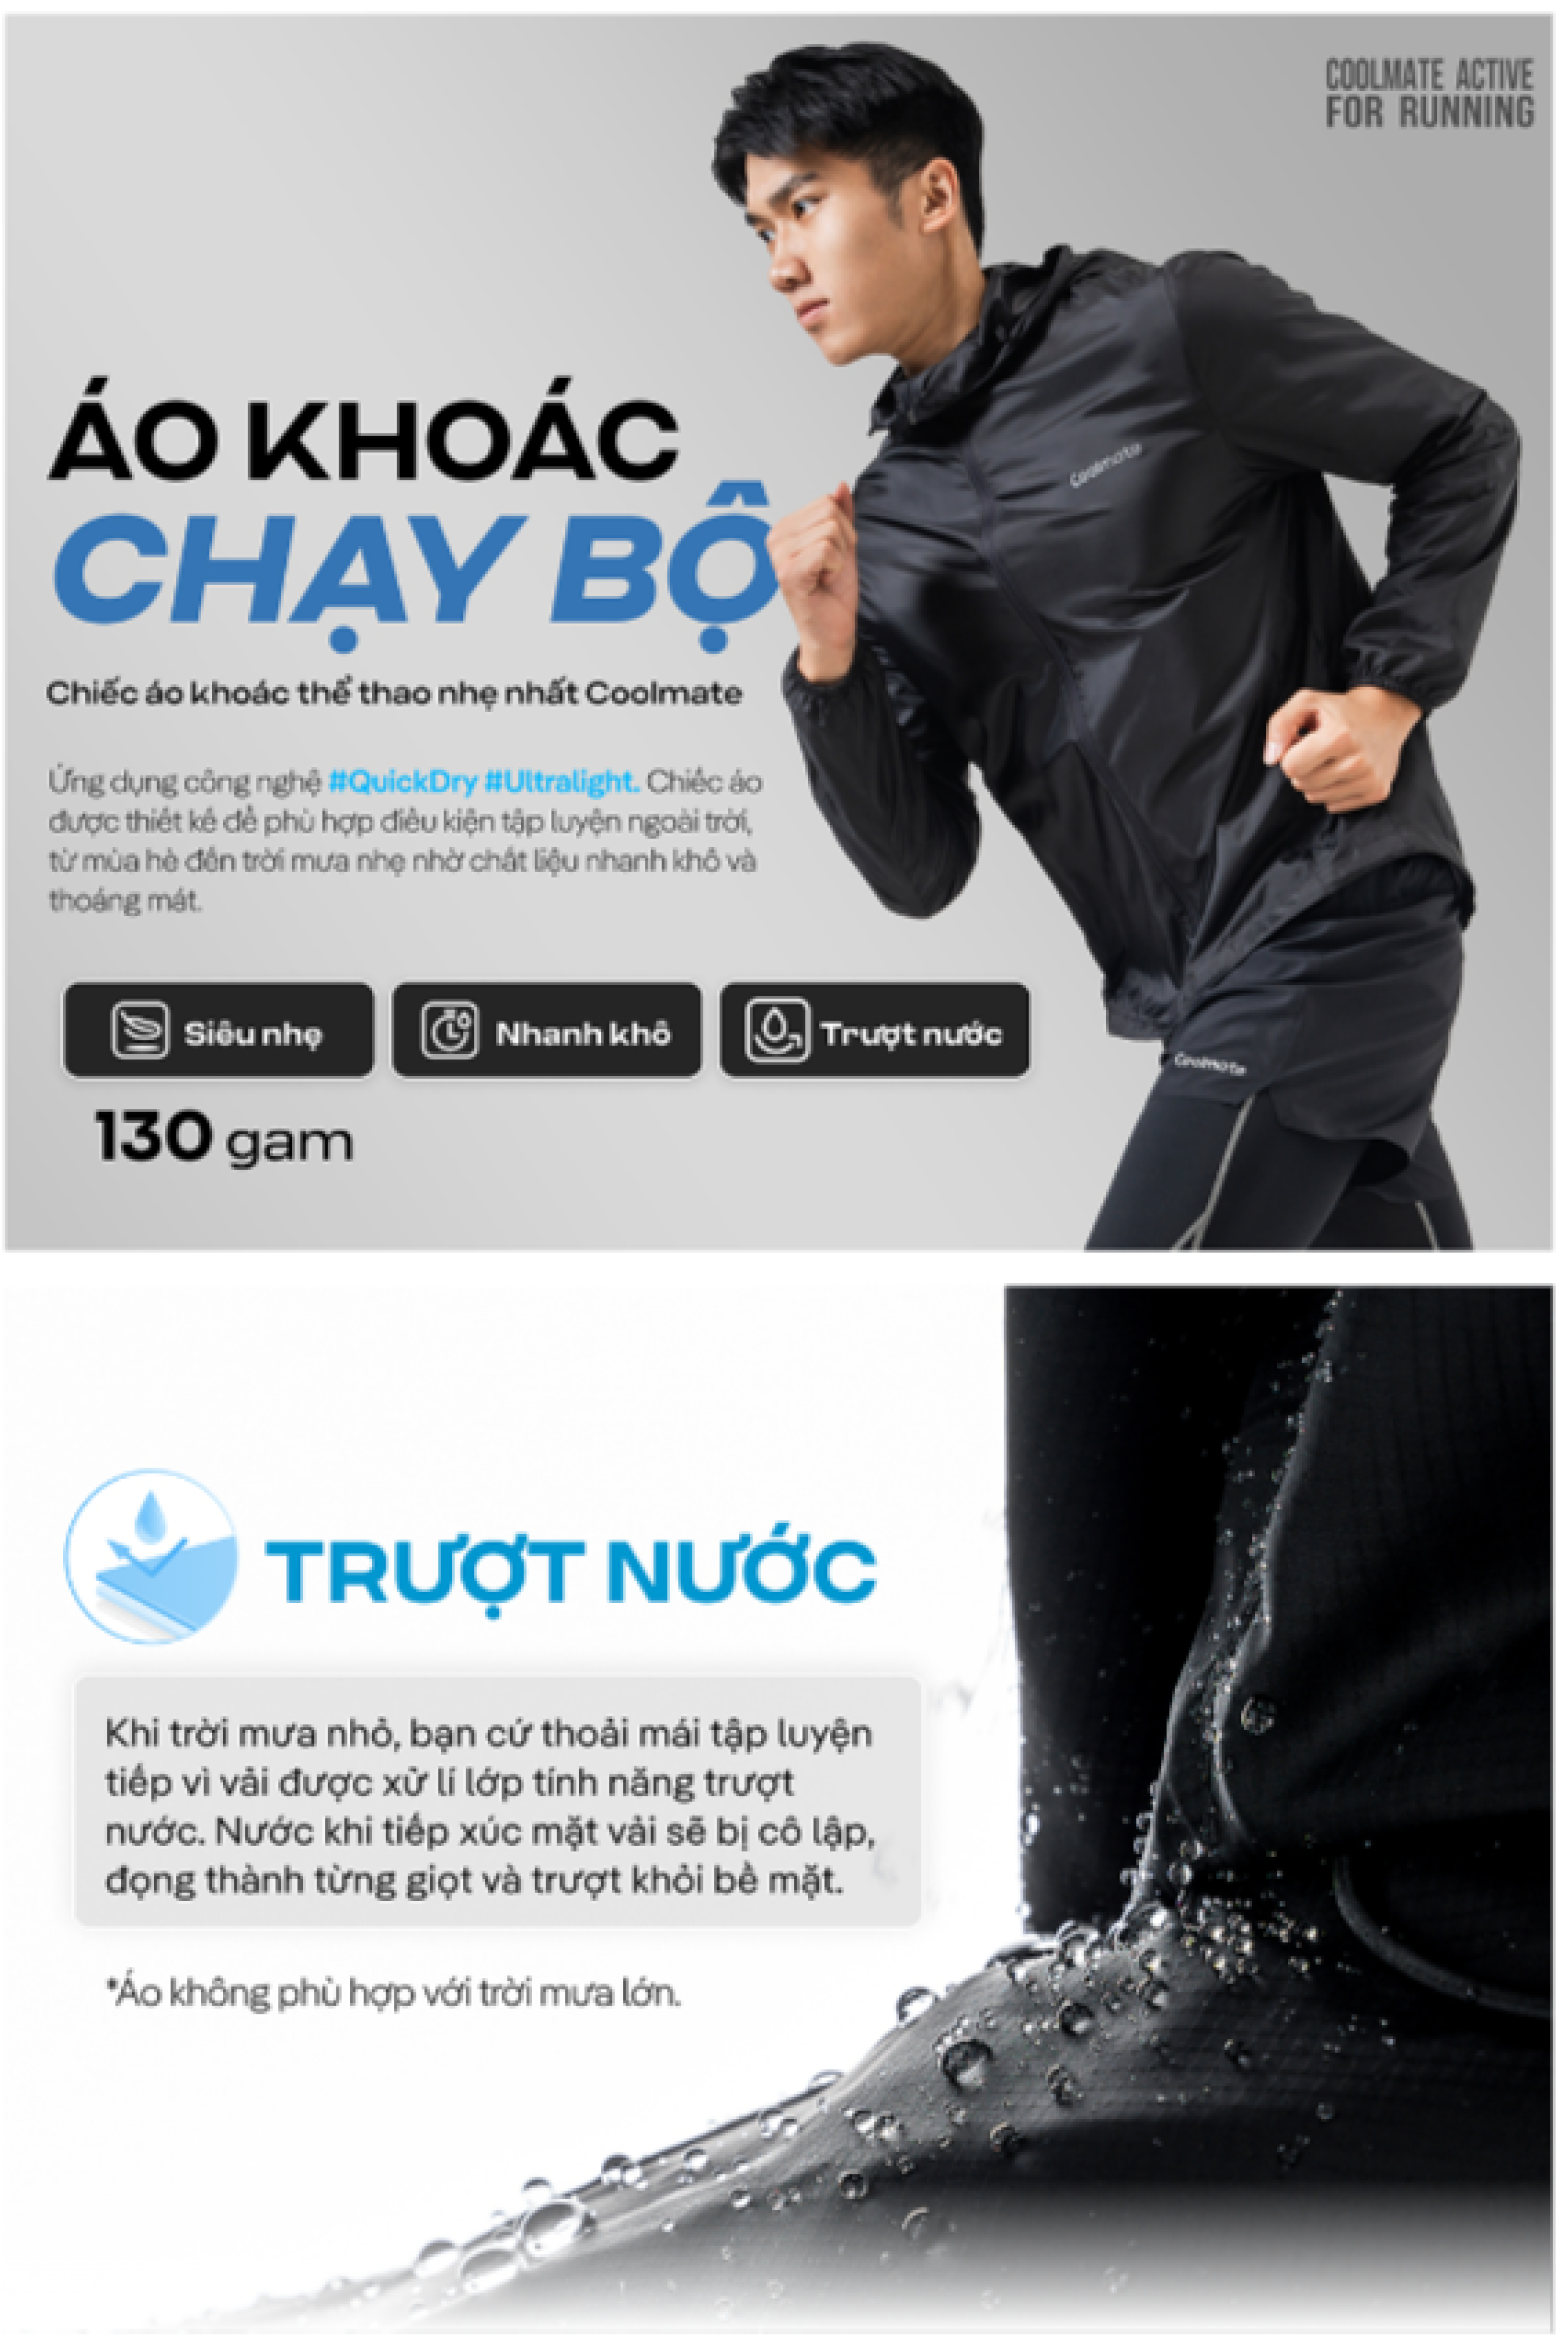 COOLMATE ACTIVE
FOR RUNNING
ÁO KHOÁC
CHẠY BỘ
Chiếc áo khoác thể thao nhẹ nhất Coolmate
Ứng dụng công nghệ #QuickDry #Ultralight. Chiếc áo
được thiết kế để phù hợp điều kiện tập luyện ngoài trời,
từ mùa hè đến trời mưa nhẹ nhờ chất liệu nhanh khô và
thoáng mát.
Siêu nhẹ
Nhanh khô
Trượt nước
130 gam
Coolmate
Coolmate
TRƯỢT NƯỚC
Khi trời mưa nhỏ, bạn cứ thoải mái tập luyện
tiếp vì vải được xử lí lớp tính năng trượt
nước. Nước khi tiếp xúc mặt vải sẽ bị cô lập,
đọng thành từng giọt và trượt khỏi bề mặt.
*Áo không phù hợp với trời mưa lớn.